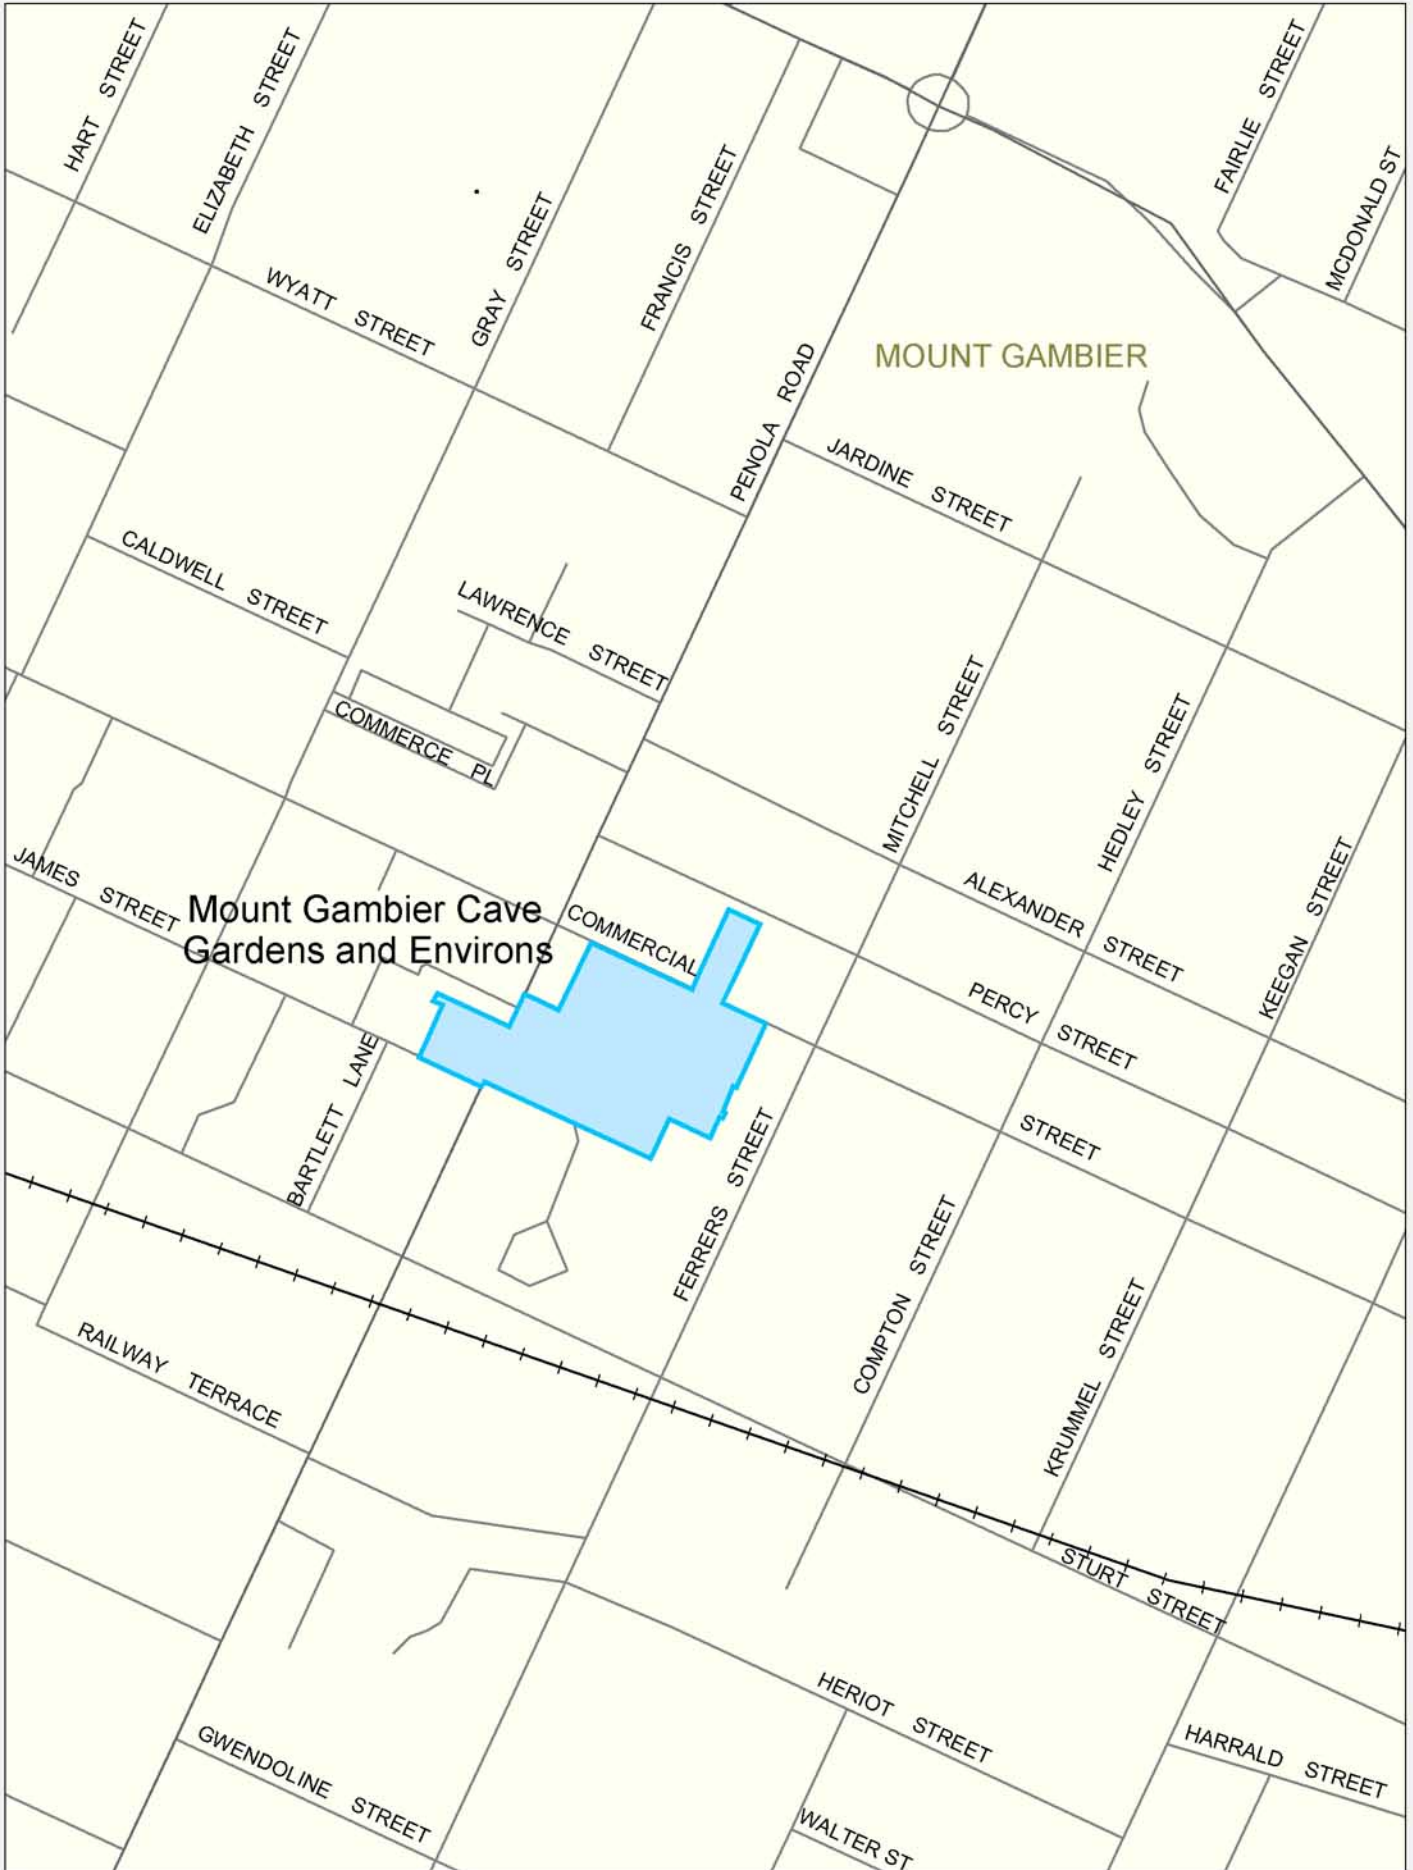 HART STREET
ELIZABETH STREET
FAIRLIE STREET
MCDONALD ST
FRANCIS STREET
GRAY STREET
WYATT STREET
MOUNT GAMBIER
PENOLA ROAD
JARDINE STREET
CALDWELL STREET
LAWRENCE STREET
COMMERCE PL
MITCHELL STREET
HEDLEY STREET
KEEGAN STREET
JAMES STREET
Mount Gambier Cave
Gardens and Environs
COMMERCIAL
ALEXANDER STREET
PERCY STREET
STREET
BARTLETT LANE
FERRERS STREET
COMPTON STREET
KRUMMEL STREET
RAILWAY TERRACE
STURT STREET
HERIOT STREET
GWENDOLINE STREET
HARRALD STREET
WALTER ST